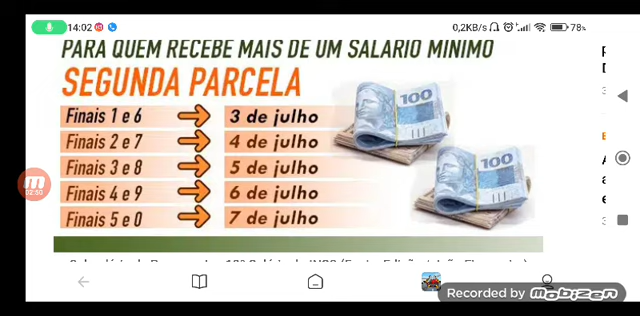 14:02
0,2KB/s
78%
PARA QUEM RECEBE MAIS DE UM SALARIO MINIMO
SEGUNDA PARCELA
Finais 1 e 6 3 de julho
Finais 2 e 7 4 de julho
Finais 3 e 8 5 de julho
Finais 4 e 9 6 de julho
Finais 5 e 0 7 de julho
100
100
02:50
Recorded by mobizen